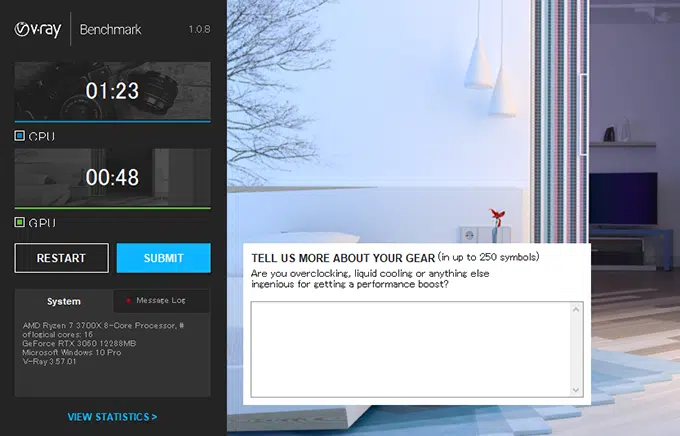 v·ray Benchmark 1.0.8
01:23
CPU
00:48
GPU
RESTART SUBMIT
System Message Log
AMD Ryzen 7 3700X 8-Core Processor, #
of logical cores: 16
GeForce RTX 3060 12288MB
Microsoft Windows 10 Pro
V-Ray 3.57.01
VIEW STATISTICS >
TELL US MORE ABOUT YOUR GEAR (in up to 250 symbols)
Are you overclocking, liquid cooling or anything else
ingenious for getting a performance boost?